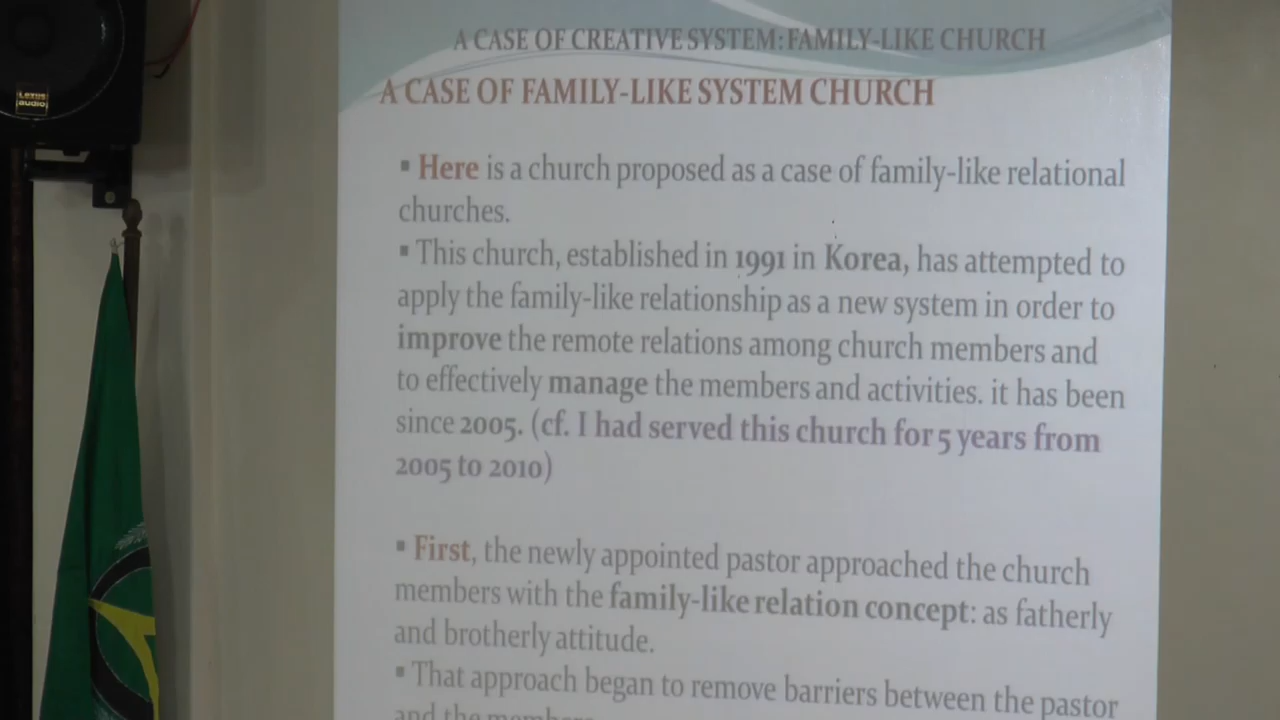 Lexus
audio
A CASE OF CREATIVE SYSTEM: FAMILY-LIKE CHURCH
A CASE OF FAMILY-LIKE SYSTEM CHURCH
▪ Here is a church proposed as a case of family-like relational
churches.
▪ This church, established in 1991 in Korea, has attempted to
apply the family-like relationship as a new system in order to
improve the remote relations among church members and
to effectively manage the members and activities. it has been
since 2005. (cf. I had served this church for 5 years from
2005 to 2010)
▪ First, the newly appointed pastor approached the church
members with the family-like relation concept: as fatherly
and brotherly attitude.
▪ That approach began to remove barriers between the pastor
and the members